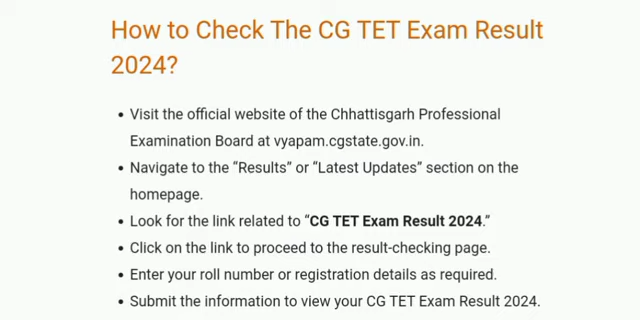 How to Check The CG TET Exam Result
2024?
• Visit the official website of the Chhattisgarh Professional
Examination Board at vyapam.cgstate.gov.in.
• Navigate to the “Results” or “Latest Updates” section on the
homepage.
• Look for the link related to “CG TET Exam Result 2024.”
• Click on the link to proceed to the result-checking page.
• Enter your roll number or registration details as required.
• Submit the information to view your CG TET Exam Result 2024.